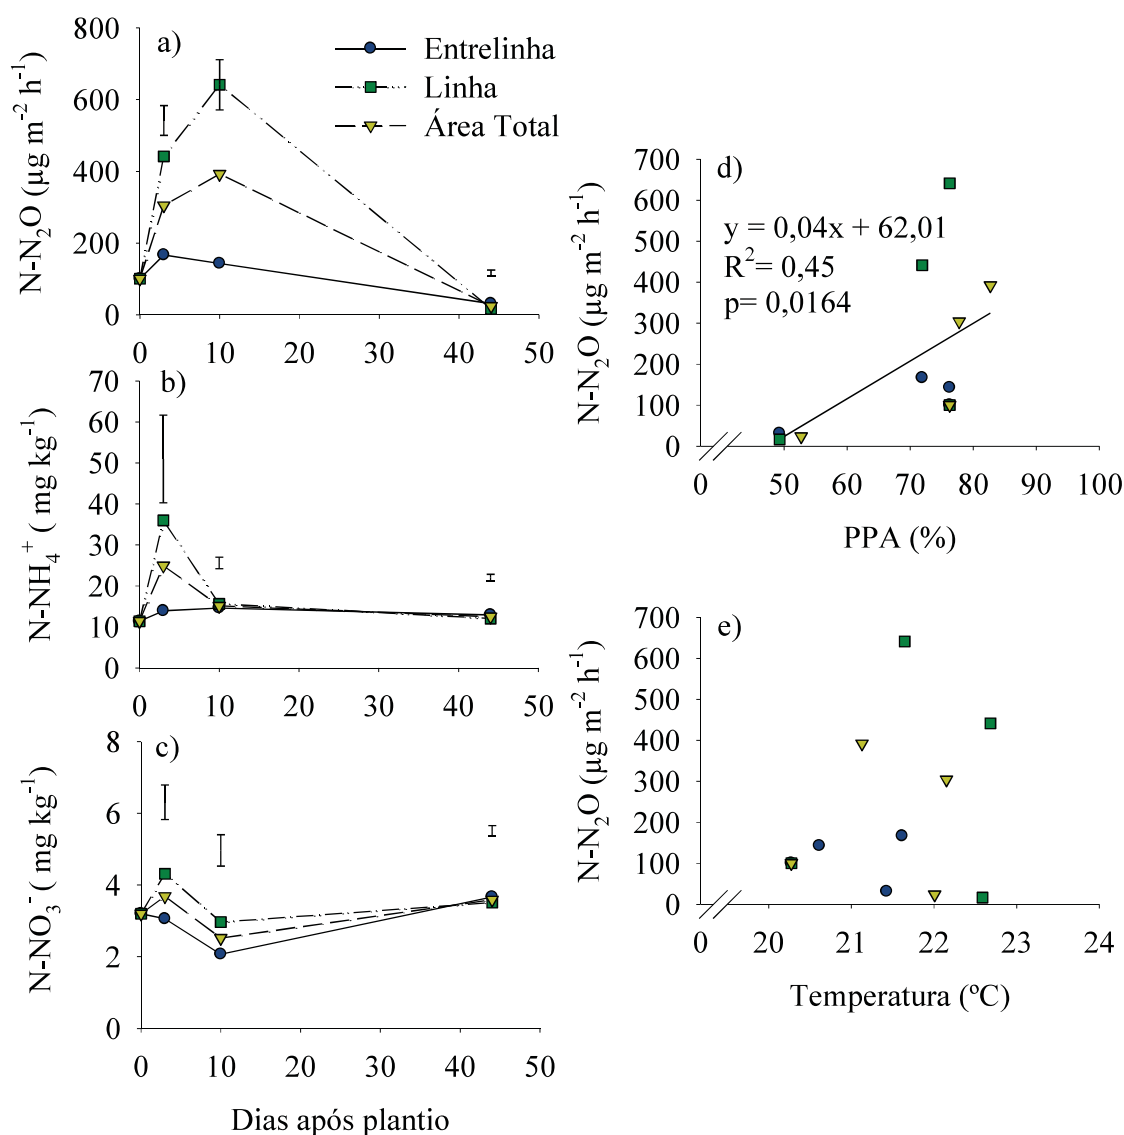 a)
Entrelinha
Linha
Área Total
N-N₂O (µg m⁻² h⁻¹)
800
600
400
200
0
0 10 20 30 40 50
b)
N-NH₄⁺ ( mg kg⁻¹)
70
60
50
40
30
20
10
0
0 10 20 30 40 50
c)
N-NO₃⁻ ( mg kg⁻¹)
8
6
4
2
0
0 10 20 30 40 50
Dias após plantio
d)
N-N₂O (µg m⁻² h⁻¹)
700
600
500
400
300
200
100
0
y = 0,04x + 62,01
R²= 0,45
p= 0,0164
0 50 60 70 80 90 100
PPA (%)
e)
N-N₂O (µg m⁻² h⁻¹)
700
600
500
400
300
200
100
0
0 20 21 22 23 24
Temperatura (ºC)